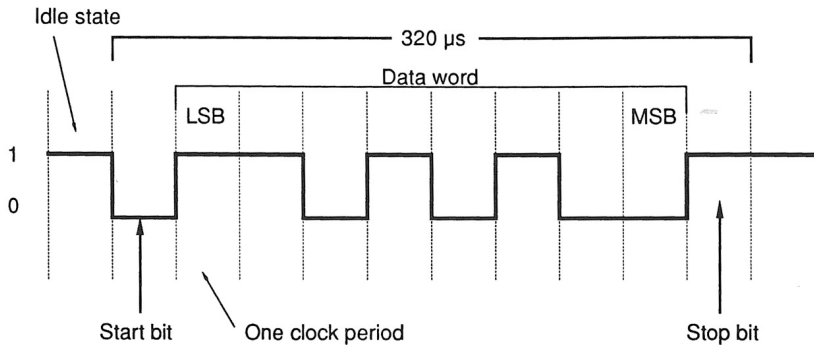 Idle state
320 µs
Data word
LSB
MSB
1
0
Start bit
One clock period
Stop bit